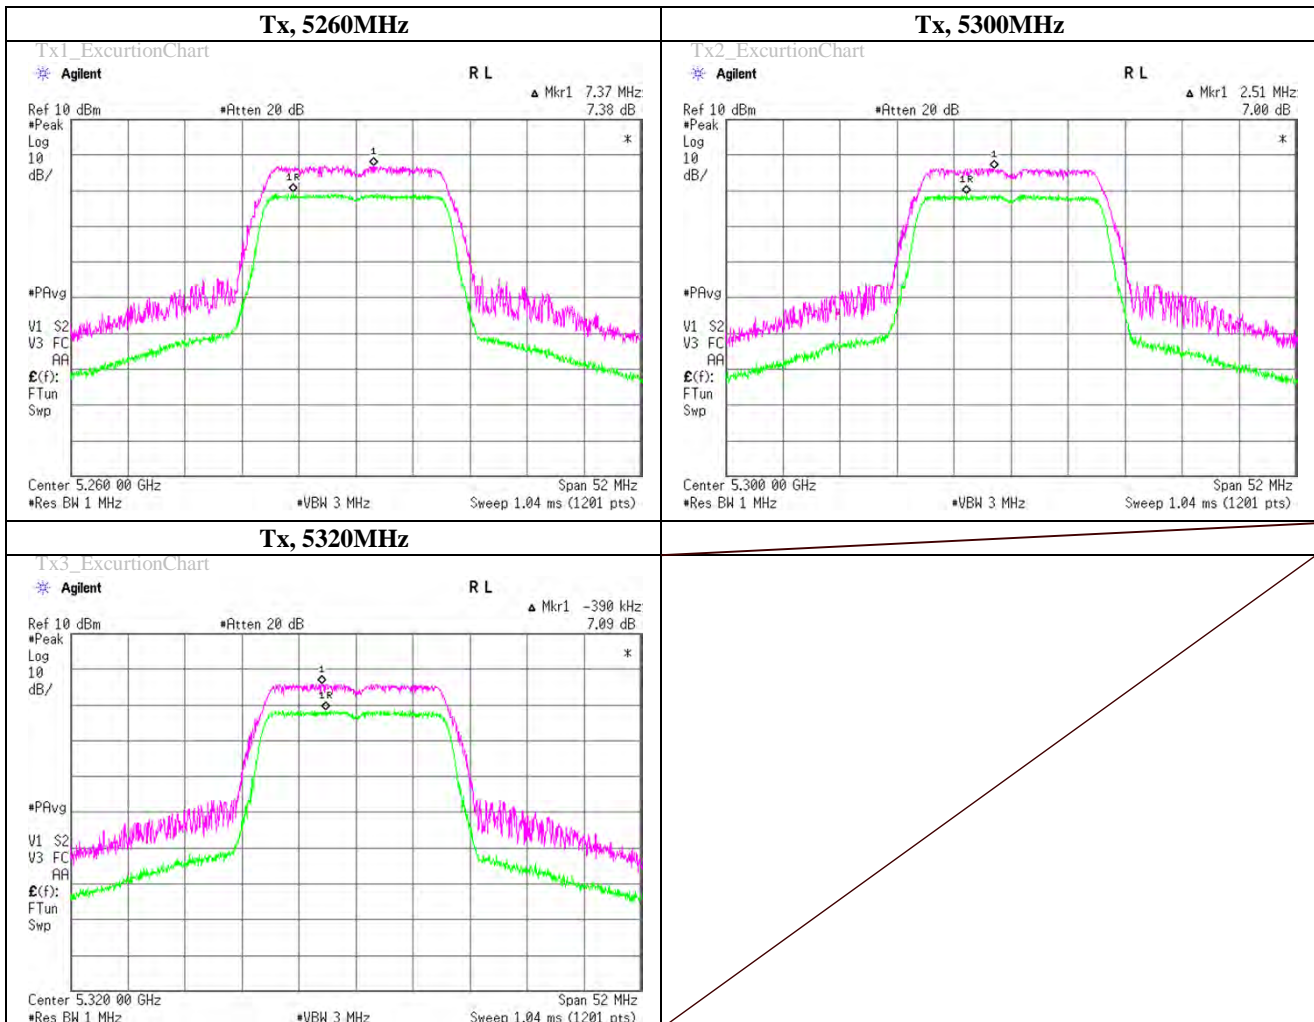 Tx, 5260MHz
Tx1_ExcurtionChart
Agilent
R L
Δ Mkr1 7.37 MHz
Ref 10 dBm #Atten 20 dB 7.38 dB
#Peak
Log
10
dB/
*
1
1R
#PAvg
V1 S2
V3 FC
AA
£(f):
FTun
Swp
Center 5.260 00 GHz Span 52 MHz
#Res BW 1 MHz #VBW 3 MHz Sweep 1.04 ms (1201 pts)
Tx, 5300MHz
Tx2_ExcurtionChart
Agilent
R L
Δ Mkr1 2.51 MHz
Ref 10 dBm #Atten 20 dB 7.00 dB
#Peak
Log
10
dB/
*
1
1R
#PAvg
V1 S2
V3 FC
AA
£(f):
FTun
Swp
Center 5.300 00 GHz Span 52 MHz
#Res BW 1 MHz #VBW 3 MHz Sweep 1.04 ms (1201 pts)
Tx, 5320MHz
Tx3_ExcurtionChart
Agilent
R L
Δ Mkr1 -390 kHz
Ref 10 dBm #Atten 20 dB 7.09 dB
#Peak
Log
10
dB/
*
1
1R
#PAvg
V1 S2
V3 FC
AA
£(f):
FTun
Swp
Center 5.320 00 GHz Span 52 MHz
#Res BW 1 MHz #VBW 3 MHz Sweep 1.04 ms (1201 pts)